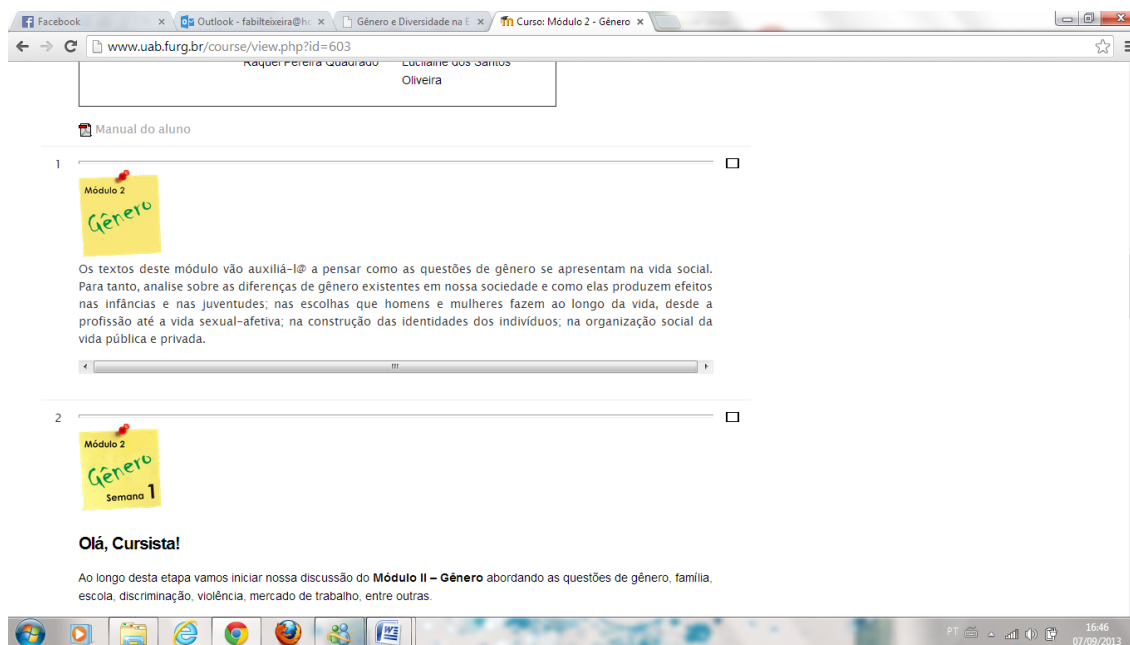 Facebook
Outlook - fabilteixeira@ho
Gênero e Diversidade na E
Curso: Módulo 2 - Gênero
www.uab.furg.br/course/view.php?id=603
Raquel Pereira Quadrado
Lucilaine dos Santos
Oliveira
Manual do aluno
1
Módulo 2
Gênero
Os textos deste módulo vão auxiliá-l@ a pensar como as questões de gênero se apresentam na vida social.
Para tanto, analise sobre as diferenças de gênero existentes em nossa sociedade e como elas produzem efeitos
nas infâncias e nas juventudes; nas escolhas que homens e mulheres fazem ao longo da vida, desde a
profissão até a vida sexual-afetiva; na construção das identidades dos indivíduos; na organização social da
vida pública e privada.
2
Módulo 2
Gênero
Semana 1
Olá, Cursista!
Ao longo desta etapa vamos iniciar nossa discussão do Módulo II – Gênero abordando as questões de gênero, família,
escola, discriminação, violência, mercado de trabalho, entre outras.
PT
16:46
07/09/2013